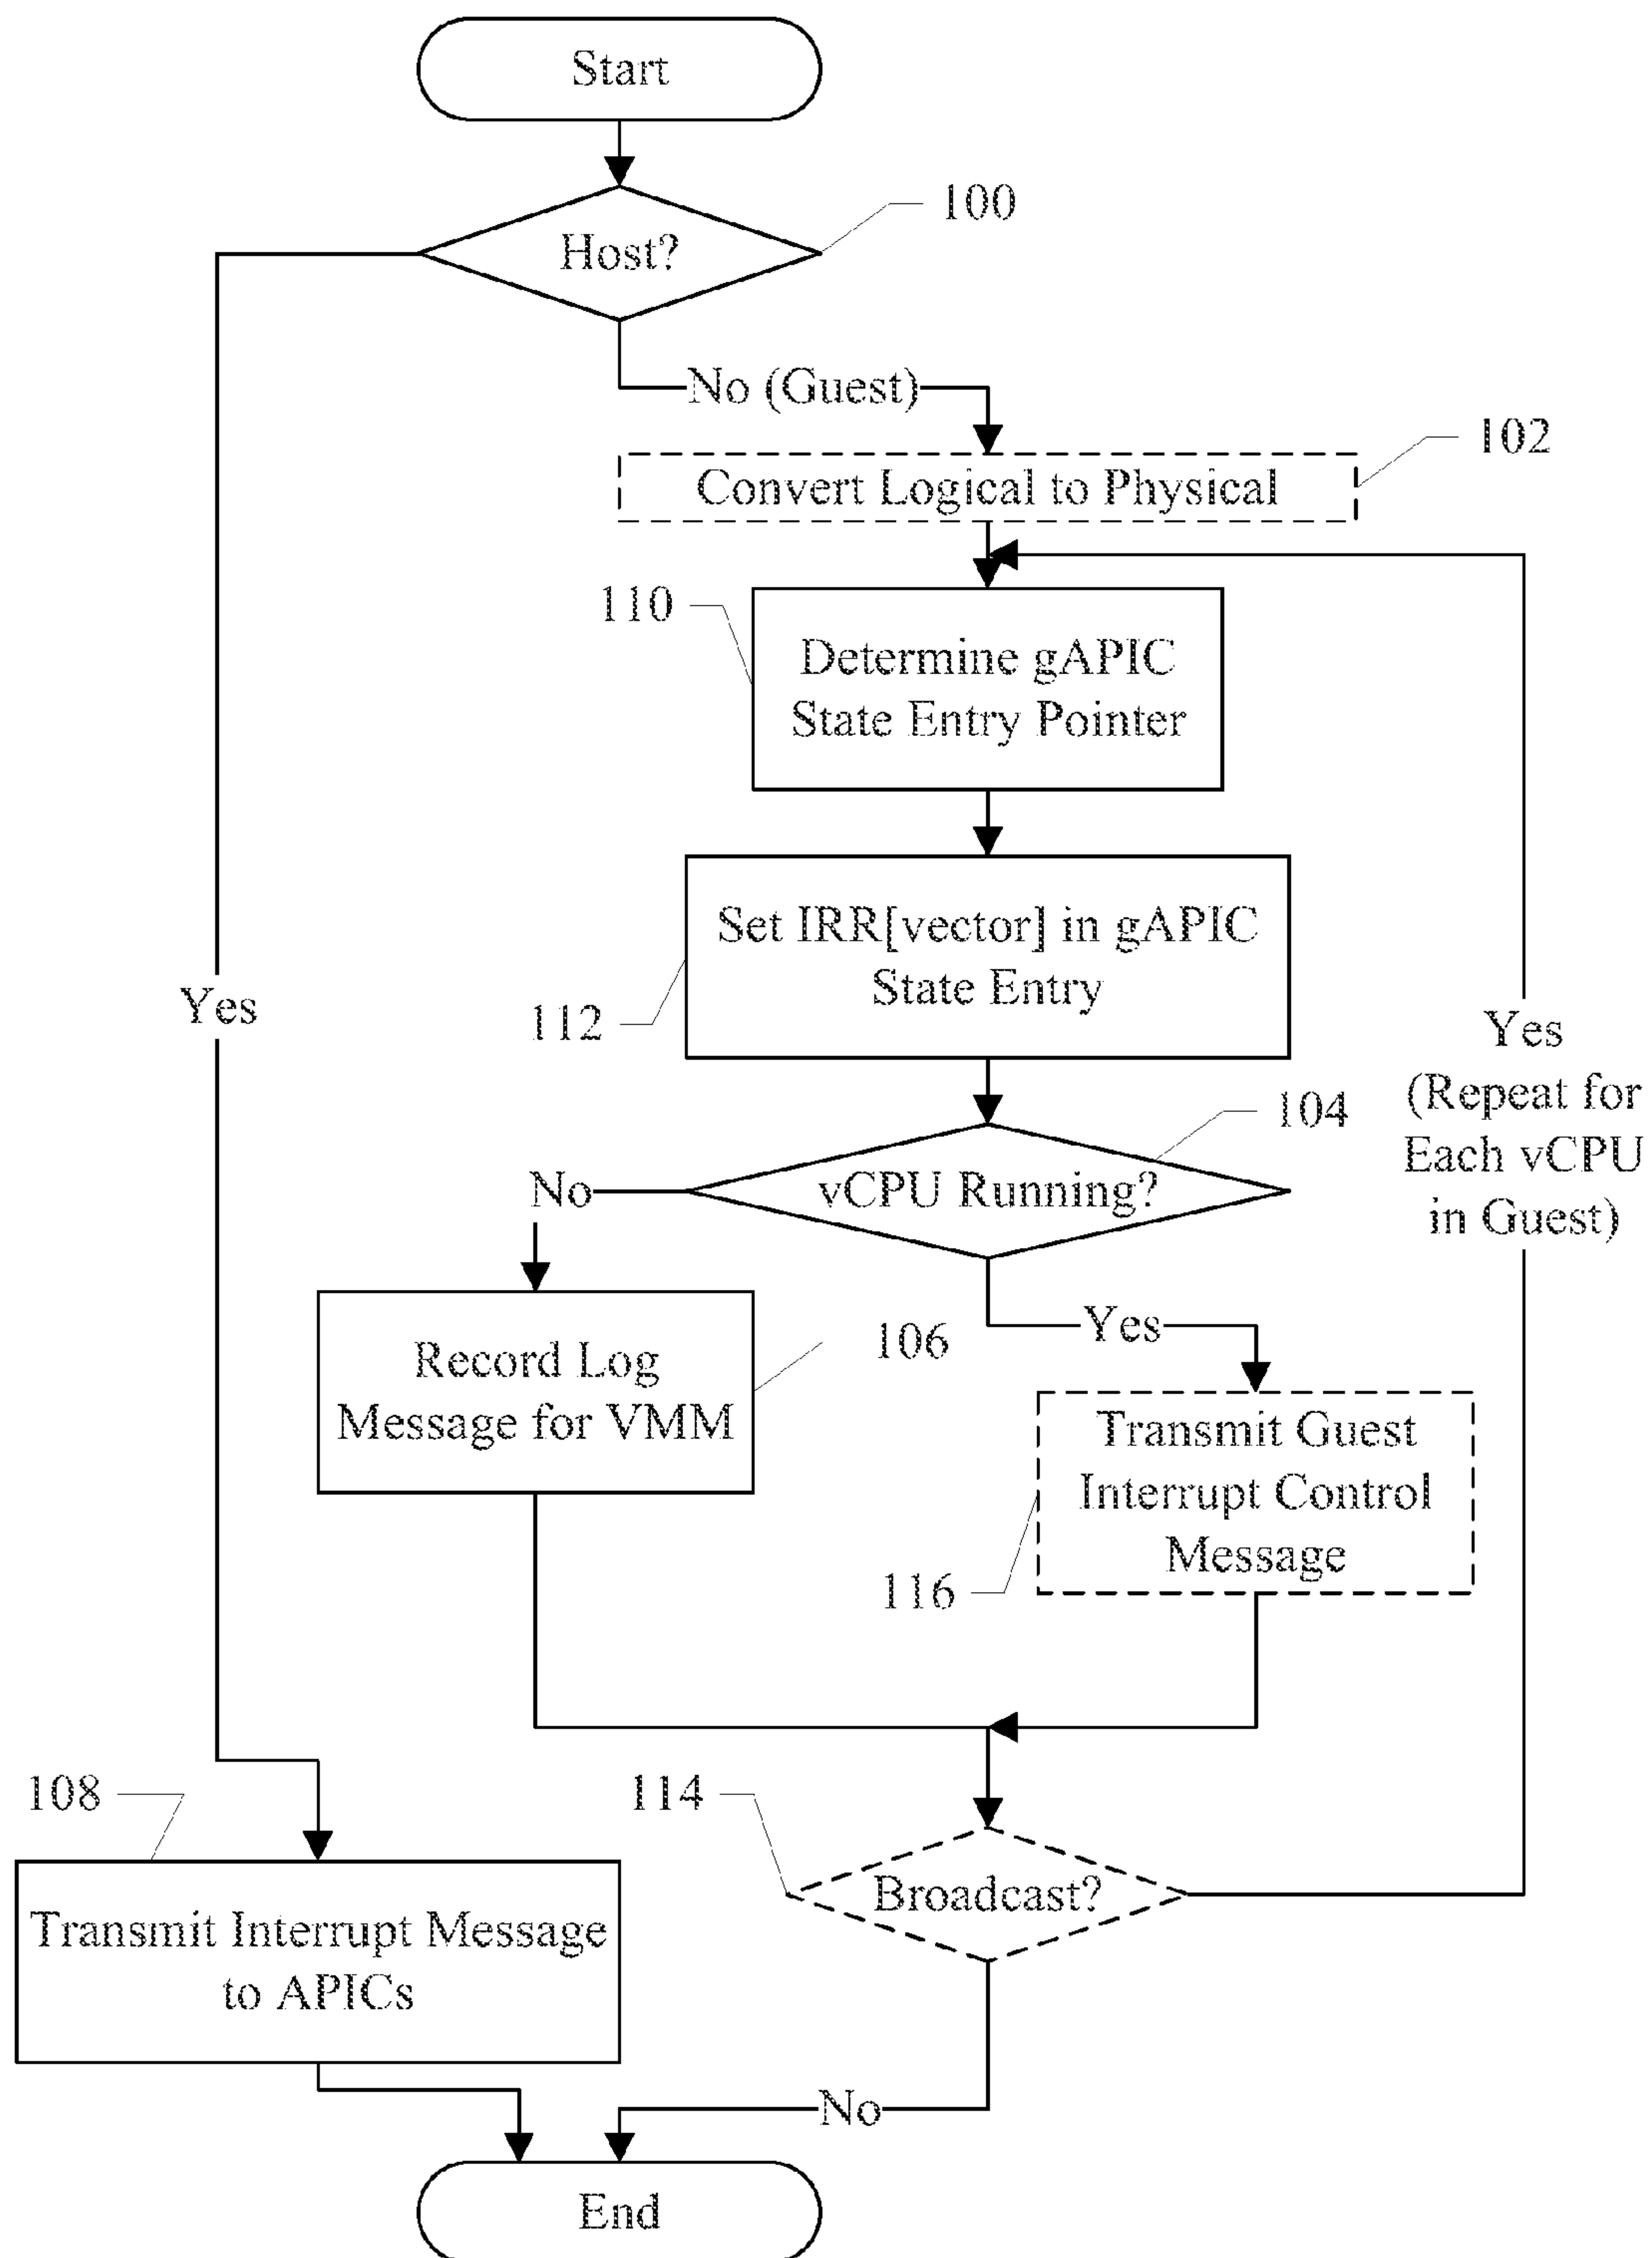 Start
100
Host?
No (Guest)
102
Convert Logical to Physical
110
Determine gAPIC
State Entry Pointer
Set IRR[vector] in gAPIC
State Entry
112
Yes
Yes
(Repeat for
Each vCPU
in Guest)
104
vCPU Running?
No
Yes
106
Record Log
Message for VMM
Transmit Guest
Interrupt Control
Message
116
108
114
Broadcast?
Transmit Interrupt Message
to APICs
No
End